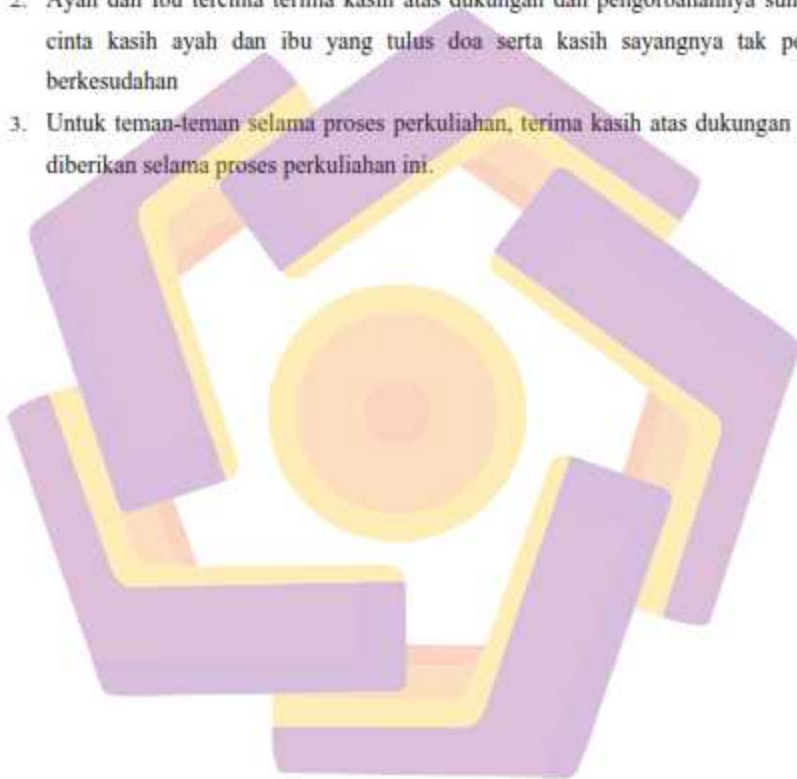 2. Ayah dan Ibu tercinta terima kasih atas dukungan dan pengorbanannya
cinta kasih ayah dan ibu yang tulus doa serta kasih sayangnya tak
berkesudahan
3. Untuk teman-teman selama proses perkuliahan, terima kasih atas dukungan
diberikan selama proses perkuliahan ini.